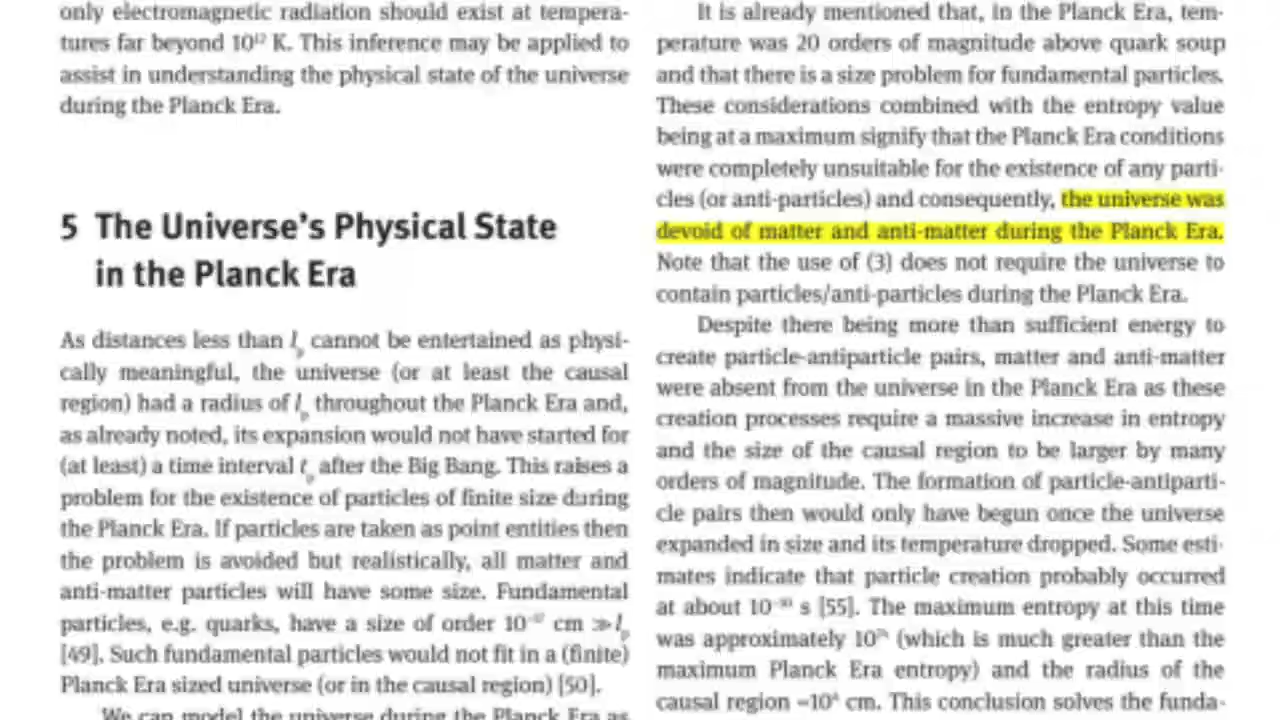 only electromagnetic radiation should exist at tempera-
tures far beyond 10¹² K. This inference may be applied to
assist in understanding the physical state of the universe
during the Planck Era.
5 The Universe's Physical State
in the Planck Era
As distances less than lₚ cannot be entertained as physi-
cally meaningful, the universe (or at least the causal
region) had a radius of lₚ throughout the Planck Era and,
as already noted, its expansion would not have started for
(at least) a time interval tₚ after the Big Bang. This raises a
problem for the existence of particles of finite size during
the Planck Era. If particles are taken as point entities then
the problem is avoided but realistically, all matter and
anti-matter particles will have some size. Fundamental
particles, e.g. quarks, have a size of order cm ≫ lₚ
[49]. Such fundamental particles would not fit in a (finite)
Planck Era sized universe (or in the causal region) [50].
We can model the universe during the Planck Era as
It is already mentioned that, in the Planck Era, tem-
perature was 20 orders of magnitude above quark soup
and that there is a size problem for fundamental particles.
These considerations combined with the entropy value
being at a maximum signify that the Planck Era conditions
were completely unsuitable for the existence of any parti-
cles (or anti-particles) and consequently, the universe was
devoid of matter and anti-matter during the Planck Era.
Note that the use of (3) does not require the universe to
contain particles/anti-particles during the Planck Era.
Despite there being more than sufficient energy to
create particle-antiparticle pairs, matter and anti-matter
were absent from the universe in the Planck Era as these
creation processes require a massive increase in entropy
and the size of the causal region to be larger by many
orders of magnitude. The formation of particle-antiparti-
cle pairs then would only have begun once the universe
expanded in size and its temperature dropped. Some esti-
mates indicate that particle creation probably occurred
at about s [55]. The maximum entropy at this time
was approximately (which is much greater than the
maximum Planck Era entropy) and the radius of the
causal region cm. This conclusion solves the funda-